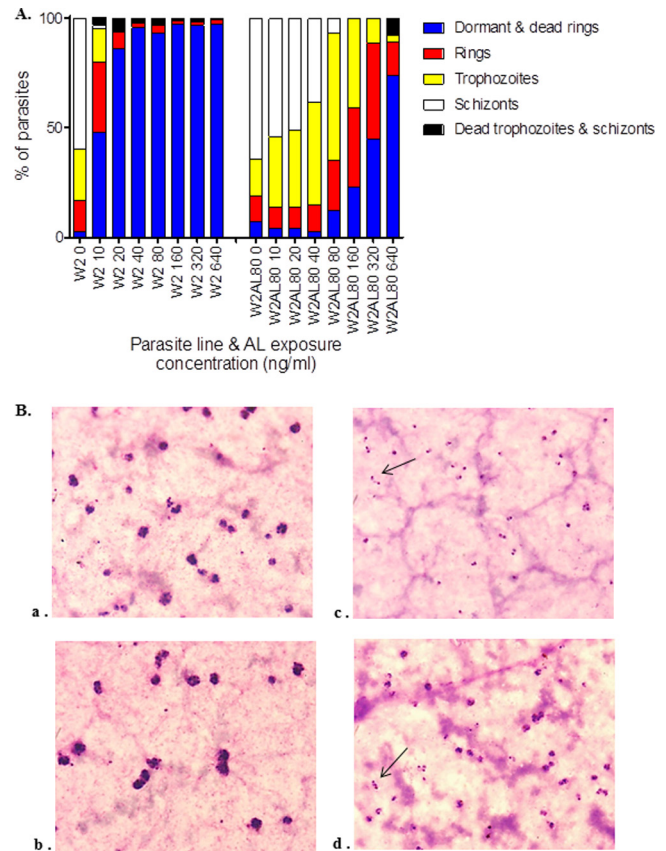 A.
% of parasites
100
50
0
W2 0
W2 10
W2 20
W2 40
W2 80
W2 160
W2 320
W2 640
W2AL80 0
W2AL80 10
W2AL80 20
W2AL80 40
W2AL80 80
W2AL80 160
W2AL80 320
W2AL80 640
Parasite line & AL exposure
concentration (ng/ml)
Dormant & dead rings
Rings
Trophozoites
Schizonts
Dead trophozoites & schizonts
B.
a .
c .
b .
d .